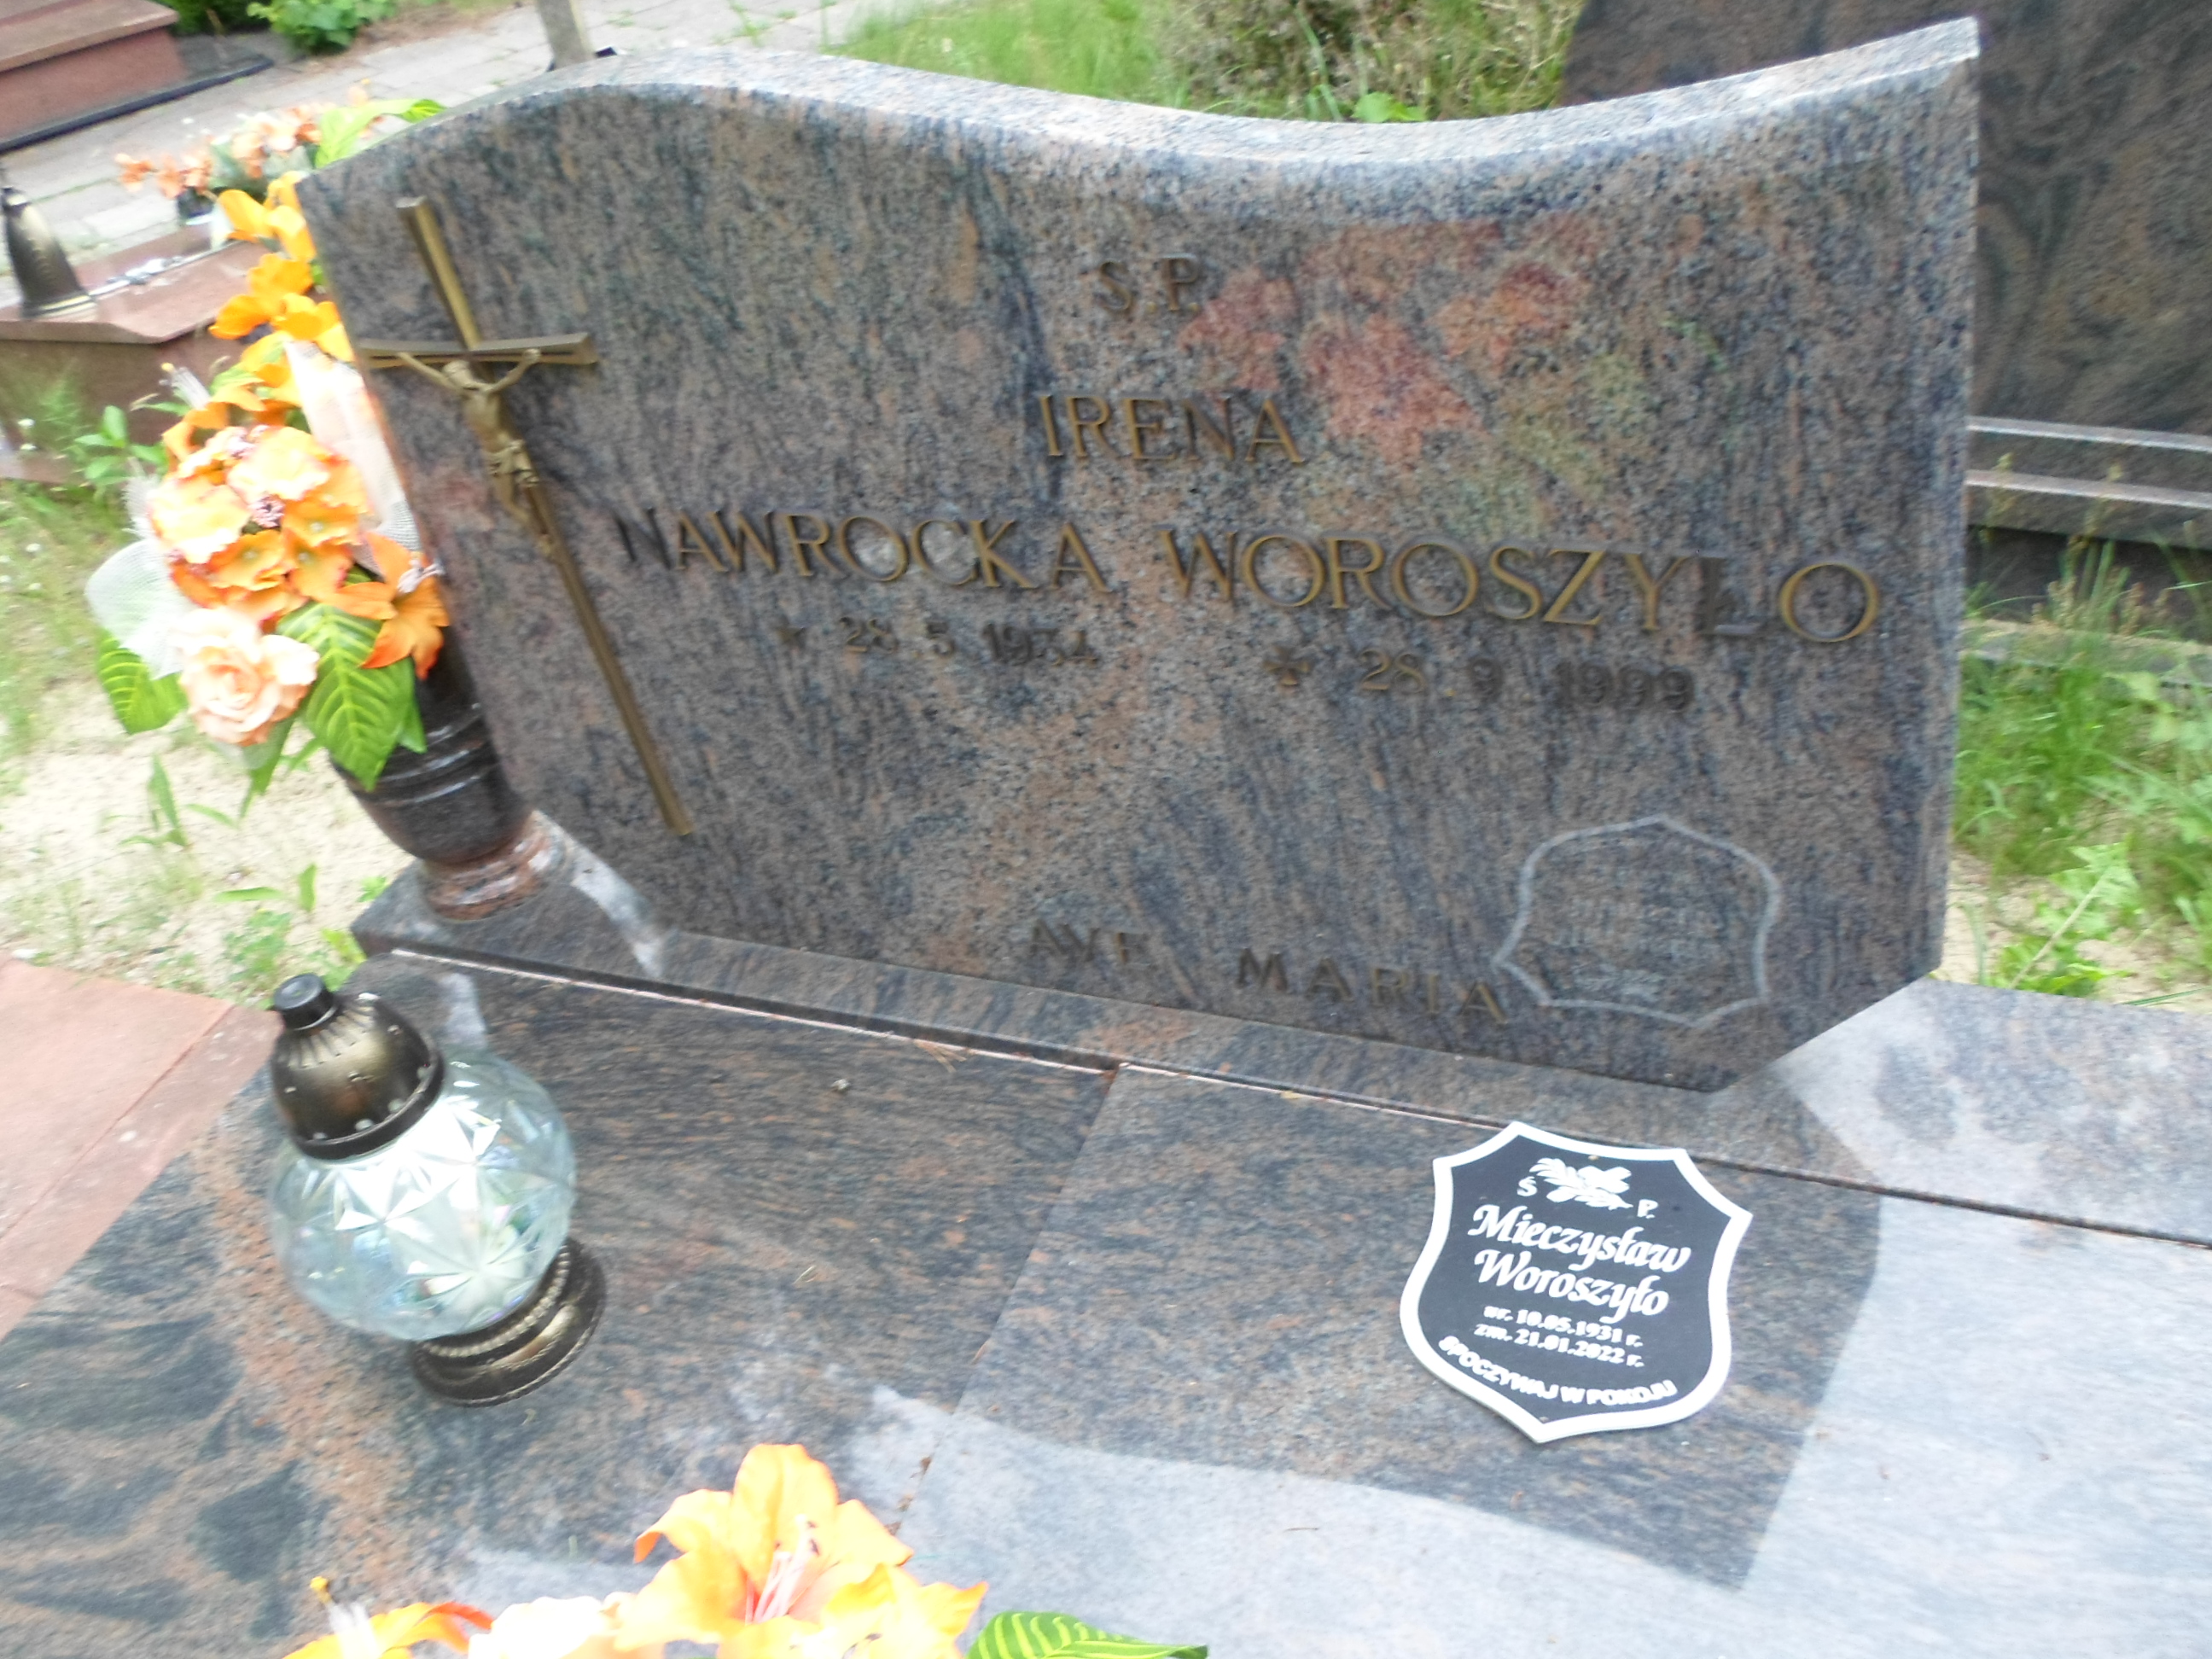 S.P.
IRENA
NAWROCKA WOROSZYŁO
* 28.5.1934 ✠ 28.9.1999
AVE MARIA
Ś P.
Mieczysław
Woroszyło
ur. 10.05.1931 r.
zm. 21.01.2022 r.
SPOCZYWAJ W POKOJU